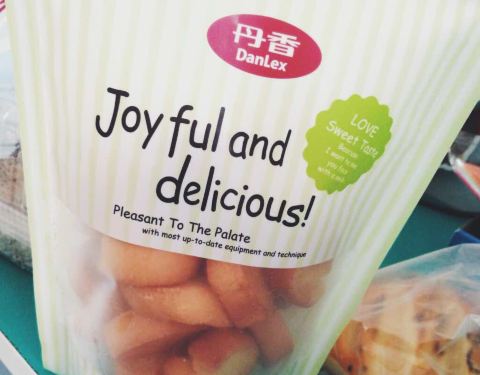 丹香
DanLex
Joyful and
delicious!
LOVE
Sweet Taste
Pleasant To The Palate
with most up-to-date equipment and technique